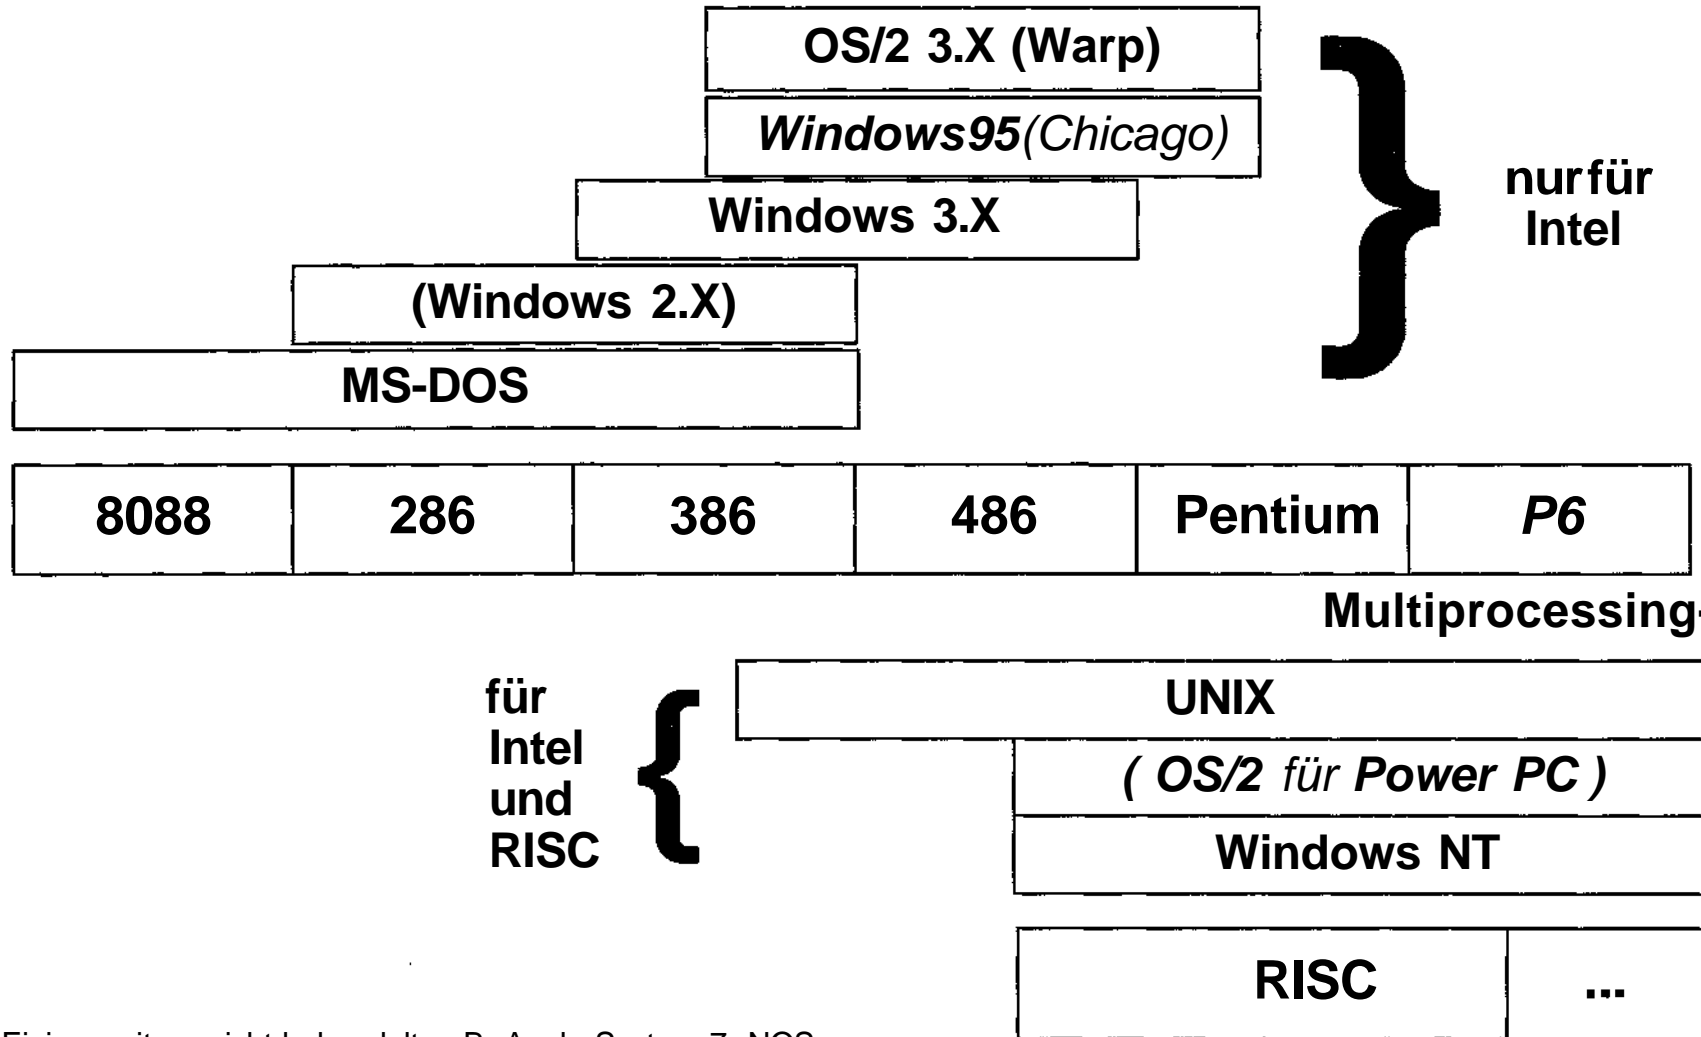 OS/2 3.X (Warp)
Windows95(Chicago)
nurfür
Intel
Windows 3.X
(Windows 2.X)
MS-DOS
8088 286 386 486 Pentium P6
Multiprocessing-
für
Intel
und
RISC
UNIX
( OS/2 für Power PC )
Windows NT
RISC ...